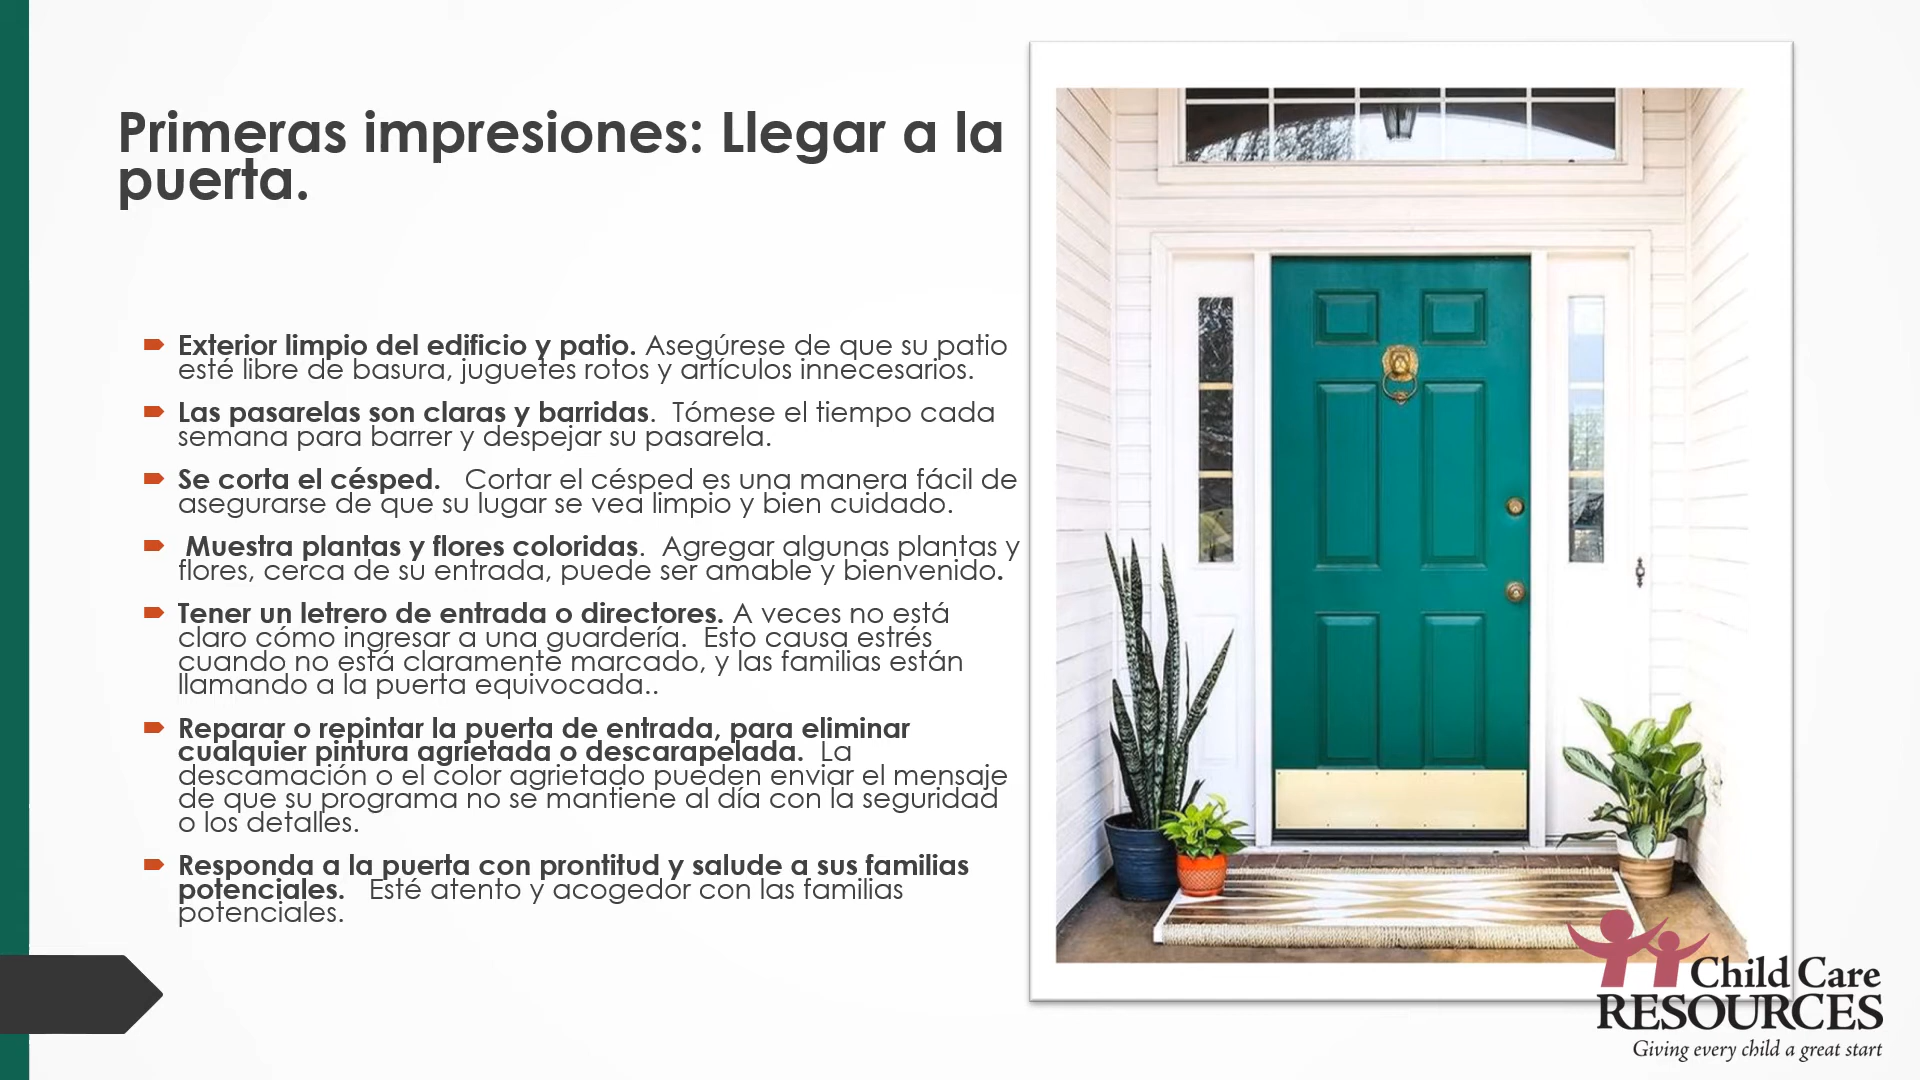 Primeras impresiones: Llegar a la
puerta.
Exterior limpio del edificio y patio. Asegúrese de que su patio
esté libre de basura, juguetes rotos y artículos innecesarios.
Las pasarelas son claras y barridas.  Tómese el tiempo cada
semana para barrer y despejar su pasarela.
Se corta el césped.   Cortar el césped es una manera fácil de
asegurarse de que su lugar se vea limpio y bien cuidado.
Muestra plantas y flores coloridas.  Agregar algunas plantas y
flores, cerca de su entrada, puede ser amable y bienvenido.
Tener un letrero de entrada o directores. A veces no está
claro cómo ingresar a una guardería.  Esto causa estrés
cuando no está claramente marcado, y las familias están
llamando a la puerta equivocada..
Reparar o repintar la puerta de entrada, para eliminar
cualquier pintura agrietada o descarapelada.  La
descamación o el color agrietado pueden enviar el mensaje
de que su programa no se mantiene al día con la seguridad
o los detalles.
Responda a la puerta con prontitud y salude a sus familias
potenciales.   Esté atento y acogedor con las familias
potenciales.
Child Care
RESOURCES
Giving every child a great start